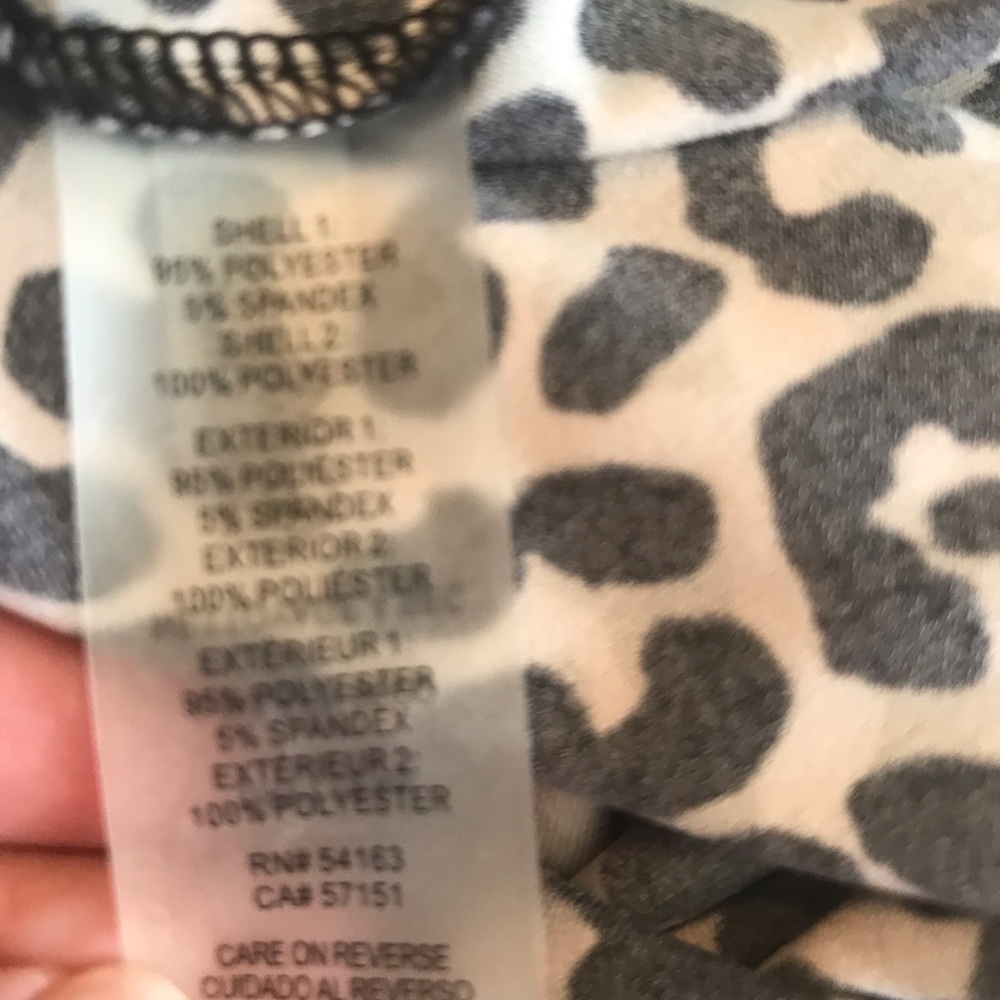 SHELL 1:
95% POLYESTER
5% SPANDEX
SHELL 2:
100% POLYESTER
EXTERIOR 1:
95% POLIÉSTER
5% SPANDEX
EXTERIOR 2:
100% POLIÉSTER
EXTÉRIEUR 1:
95% POLYESTER
5% SPANDEX
EXTÉRIEUR 2:
100% POLYESTER
RN# 54163
CA# 57151
CARE ON REVERSE
CUIDADO AL REVERSO